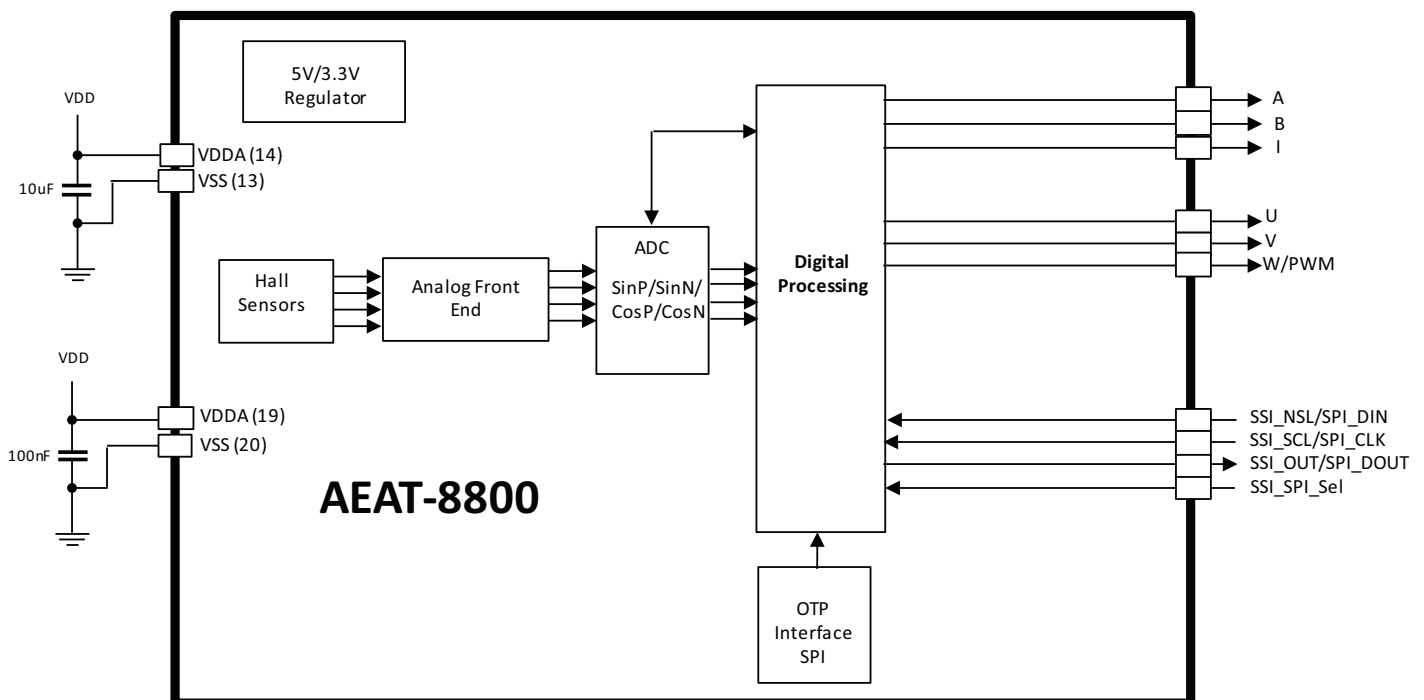 5V/3.3V
Regulator
VDD
VDDA (14)
VSS (13)
10uF
A
B
I
U
V
W/PWM
Hall
Sensors
Analog Front
End
ADC
SinP/SinN/
CosP/CosN
Digital
Processing
VDD
VDDA (19)
VSS (20)
100nF
AEAT-8800
SSI_NSL/SPI_DIN
SSI_SCL/SPI_CLK
SSI_OUT/SPI_DOUT
SSI_SPI_Sel
OTP
Interface
SPI